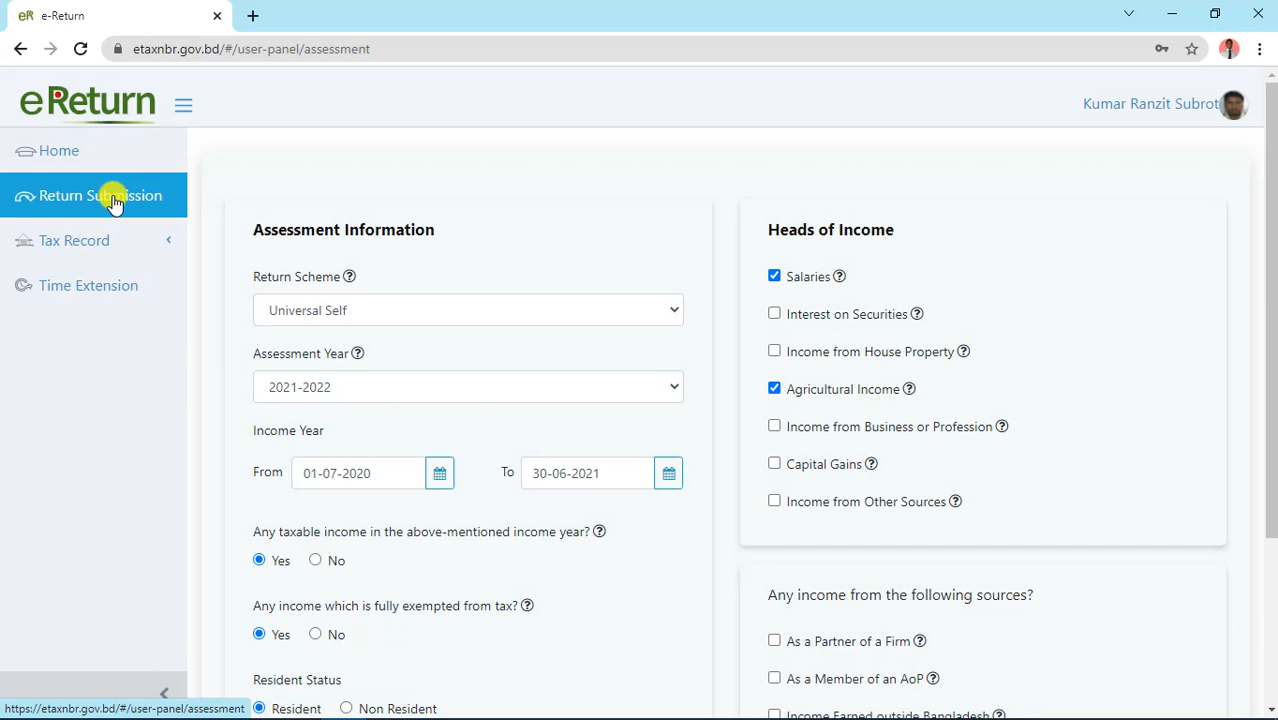 e-Return
etaxnbr.gov.bd/#/user-panel/assessment
eReturn
Kumar Ranzit Subrot
Home
Return Submission
Tax Record
Time Extension
Assessment Information
Return Scheme
Universal Self
Assessment Year
2021-2022
Income Year
From 01-07-2020 To 30-06-2021
Any taxable income in the above-mentioned income year?
Yes No
Any income which is fully exempted from tax?
Yes No
Resident Status
Resident Non Resident
Heads of Income
Salaries
Interest on Securities
Income from House Property
Agricultural Income
Income from Business or Profession
Capital Gains
Income from Other Sources
Any income from the following sources?
As a Partner of a Firm
As a Member of an AoP
Income Earned outside Bangladesh
https://etaxnbr.gov.bd/#/user-panel/assessment